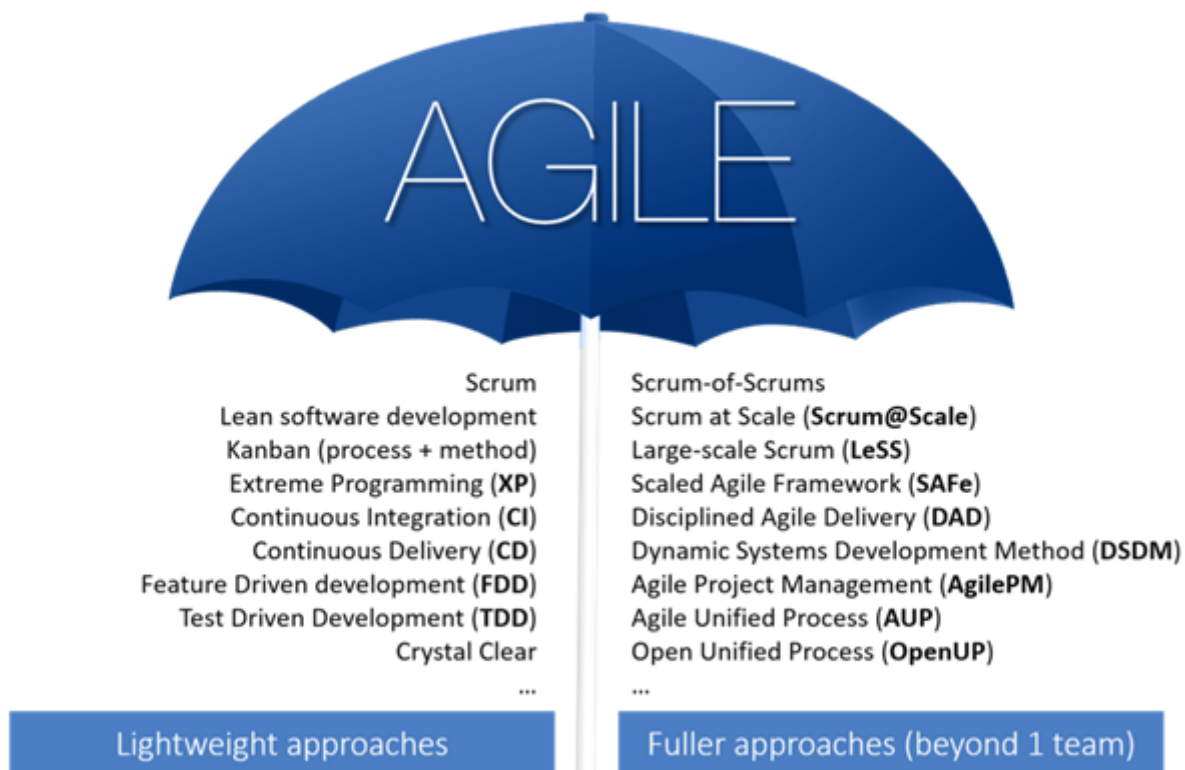 AGILE
Scrum
Lean software development
Kanban (process + method)
Extreme Programming (XP)
Continuous Integration (CI)
Continuous Delivery (CD)
Feature Driven development (FDD)
Test Driven Development (TDD)
Crystal Clear
...
Lightweight approaches
Scrum-of-Scrums
Scrum at Scale (Scrum@Scale)
Large-scale Scrum (LeSS)
Scaled Agile Framework (SAFe)
Disciplined Agile Delivery (DAD)
Dynamic Systems Development Method (DSDM)
Agile Project Management (AgilePM)
Agile Unified Process (AUP)
Open Unified Process (OpenUP)
...
Fuller approaches (beyond 1 team)